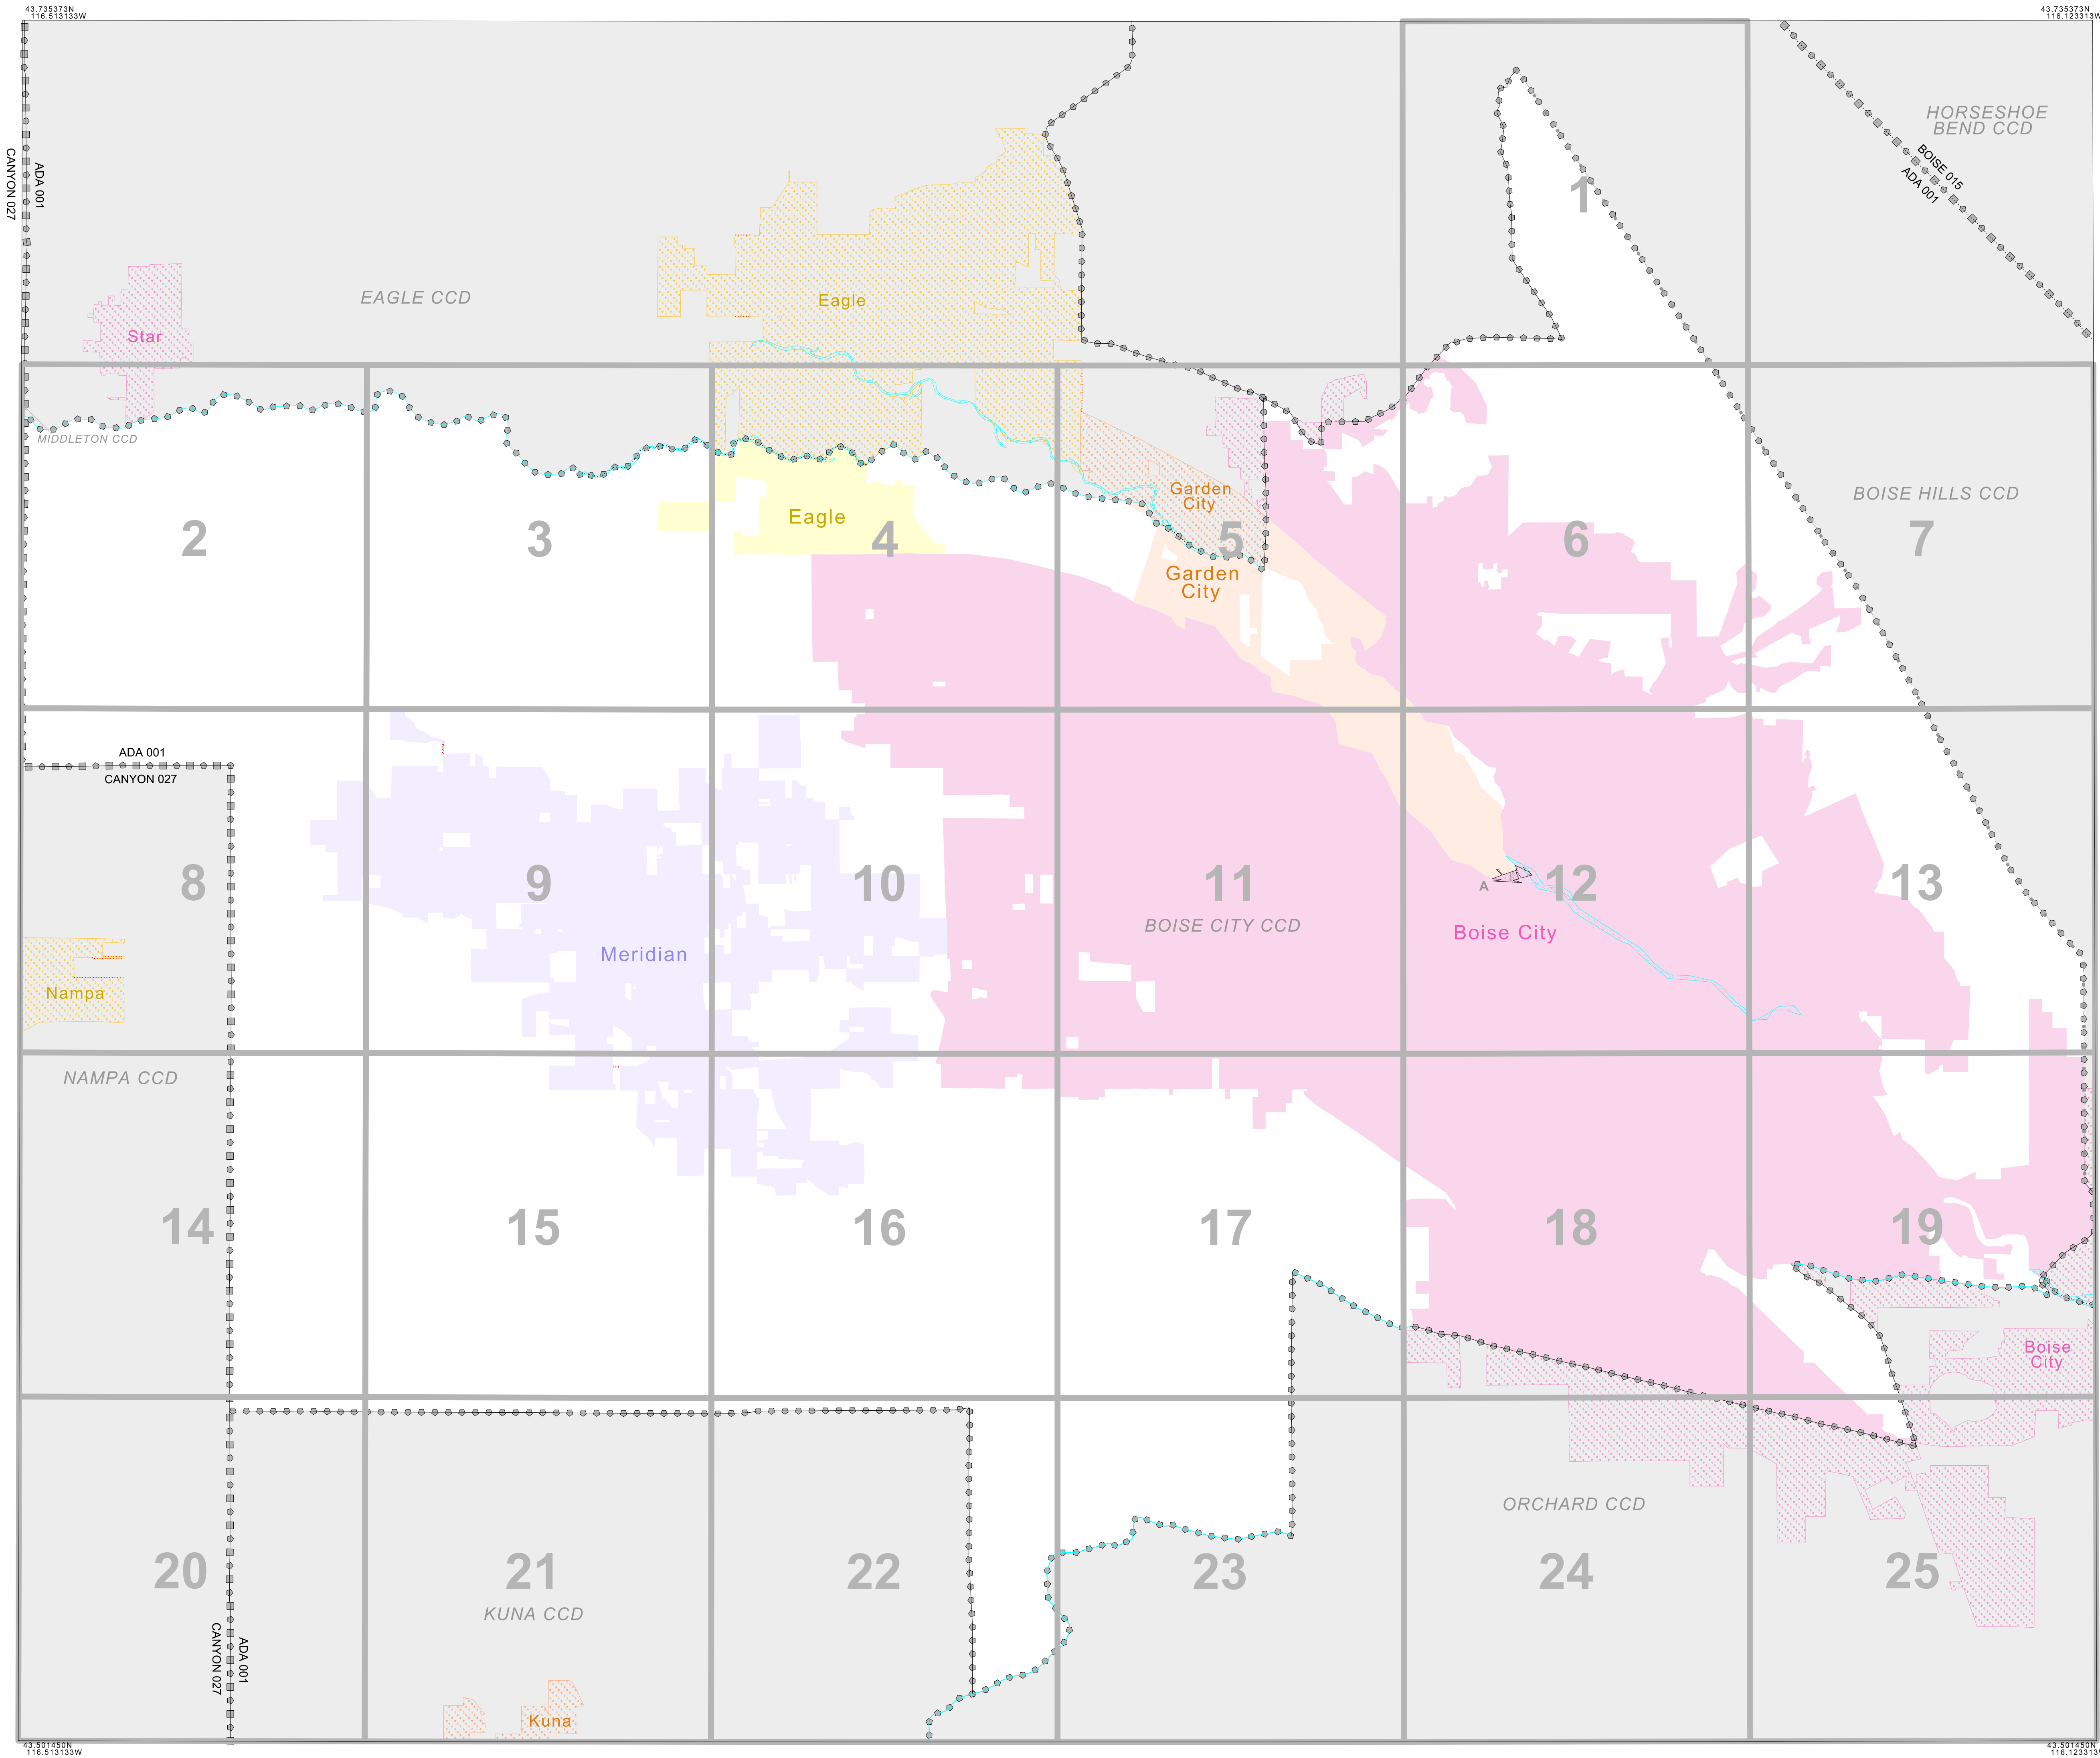 43.735373N
116.513133W
43.735373N
116.123313W
CANYON 027
ADA 001
HORSESHOE
BEND CCD
BOISE 015
ADA 001
1
EAGLE CCD
Eagle
Star
MIDDLETON CCD
2
3
Eagle
4
Garden
City
5
Garden
City
6
BOISE HILLS CCD
7
ADA 001
CANYON 027
8
9
10
11
A
12
13
BOISE CITY CCD
Boise City
Meridian
Nampa
NAMPA CCD
14
15
16
17
18
19
Boise
City
ORCHARD CCD
20
21
22
23
24
25
KUNA CCD
CANYON 027
ADA 001
Kuna
43.501450N
116.513133W
43.501450N
116.123313W